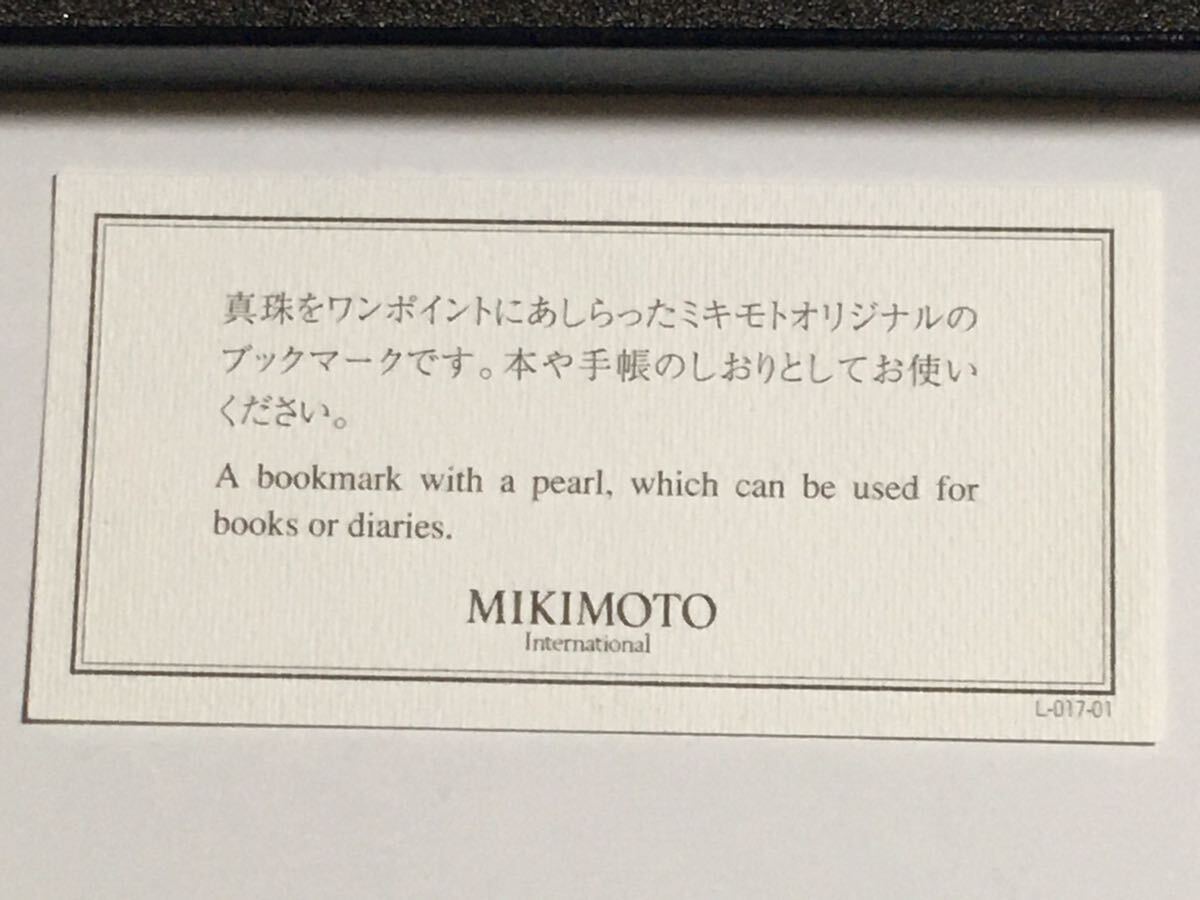 真珠をワンポイントにあしらったミキモトオリジナルの
ブックマークです。本や手帳のしおりとしてお使い
ください。
A bookmark with a pearl, which can be used for
books or diaries.
MIKIMOTO
International
L-017-01